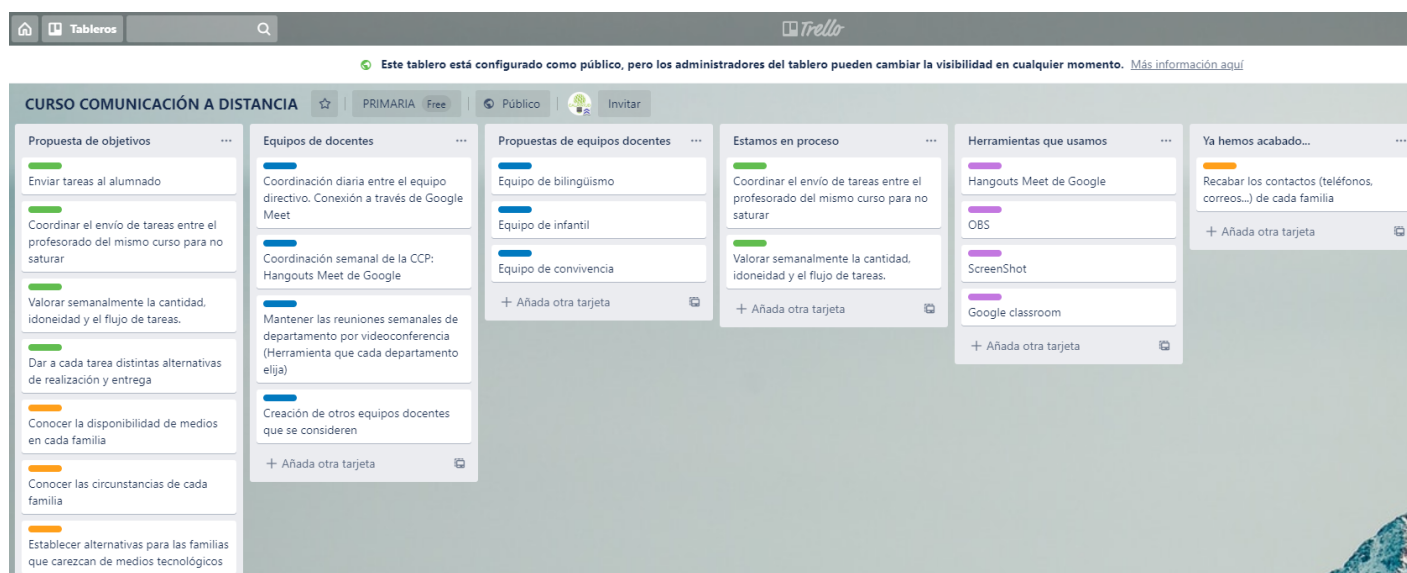 Tableros
Trello
Este tablero está configurado como público, pero los administradores del tablero pueden cambiar la visibilidad en cualquier momento. Más información aquí
CURSO COMUNICACIÓN A DISTANCIA
PRIMARIA Free
Público
Invitar
Propuesta de objetivos
Enviar tareas al alumnado
Coordinar el envío de tareas entre el
profesorado del mismo curso para no
saturar
Valorar semanalmente la cantidad,
idoneidad y el flujo de tareas.
Dar a cada tarea distintas alternativas
de realización y entrega
Conocer la disponibilidad de medios
en cada familia
Conocer las circunstancias de cada
familia
Establecer alternativas para las familias
que carezcan de medios tecnológicos
Equipos de docentes
Coordinación diaria entre el equipo
directivo. Conexión a través de Google
Meet
Coordinación semanal de la CCP:
Hangouts Meet de Google
Mantener las reuniones semanales de
departamento por videoconferencia
(Herramienta que cada departamento
elija)
Creación de otros equipos docentes
que se consideren
+ Añada otra tarjeta
Propuestas de equipos docentes
Equipo de bilingüismo
Equipo de infantil
Equipo de convivencia
+ Añada otra tarjeta
Estamos en proceso
Coordinar el envío de tareas entre el
profesorado del mismo curso para no
saturar
Valorar semanalmente la cantidad,
idoneidad y el flujo de tareas.
+ Añada otra tarjeta
Herramientas que usamos
Hangouts Meet de Google
OBS
ScreenShot
Google classroom
+ Añada otra tarjeta
Ya hemos acabado...
Recabar los contactos (teléfonos,
correos...) de cada familia
+ Añada otra tarjeta